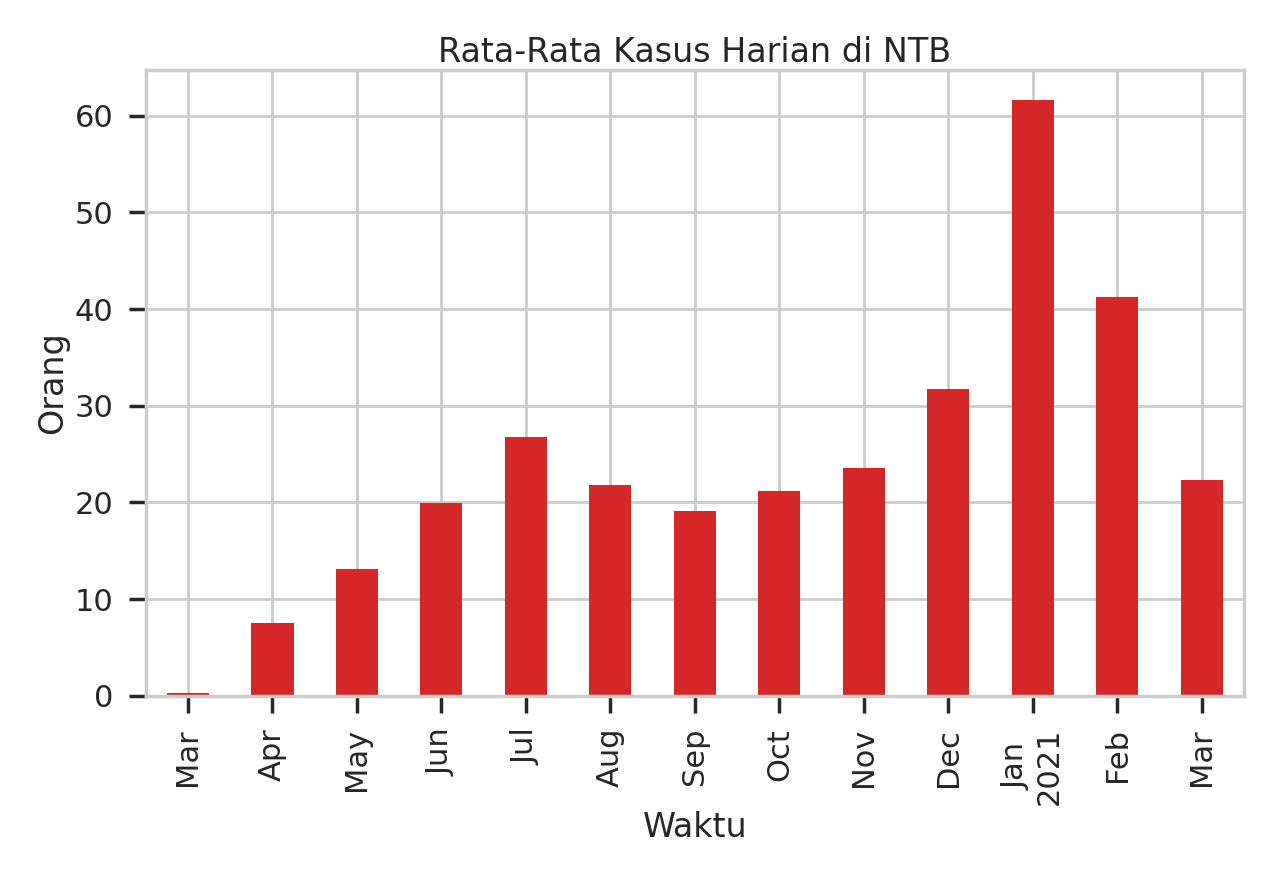 Rata-Rata Kasus Harian di NTB
60
50
40
30
20
10
0
Orang
Mar
Apr
May
Jun
Jul
Aug
Sep
Oct
Nov
Dec
Jan
2021
Feb
Mar
Waktu